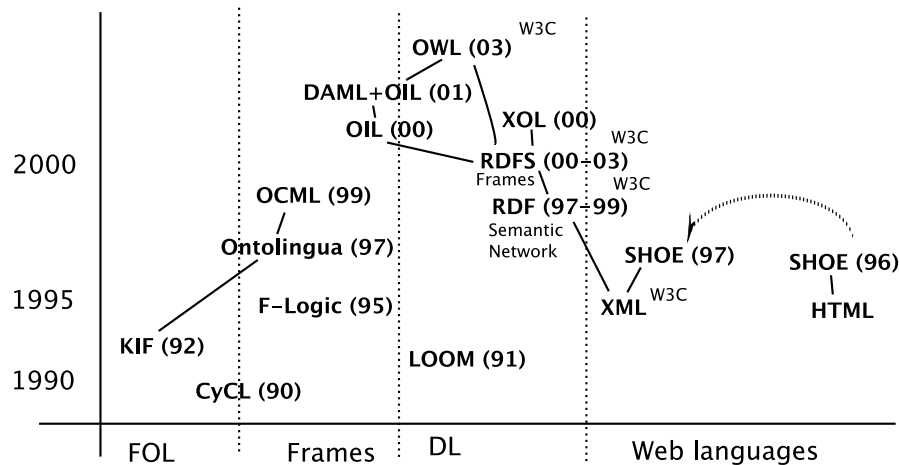 W3C
OWL (03)
DAML+OIL (01)
XOL (00)
OIL (00)
W3C
2000
RDFS (00-03)
Frames
W3C
OCML (99)
RDF (97-99)
Semantic
Network
Ontolingua (97)
SHOE (97)
SHOE (96)
1995
F-Logic (95)
XML
W3C
HTML
KIF (92)
LOOM (91)
1990
CyCL (90)
FOL
Frames
DL
Web languages